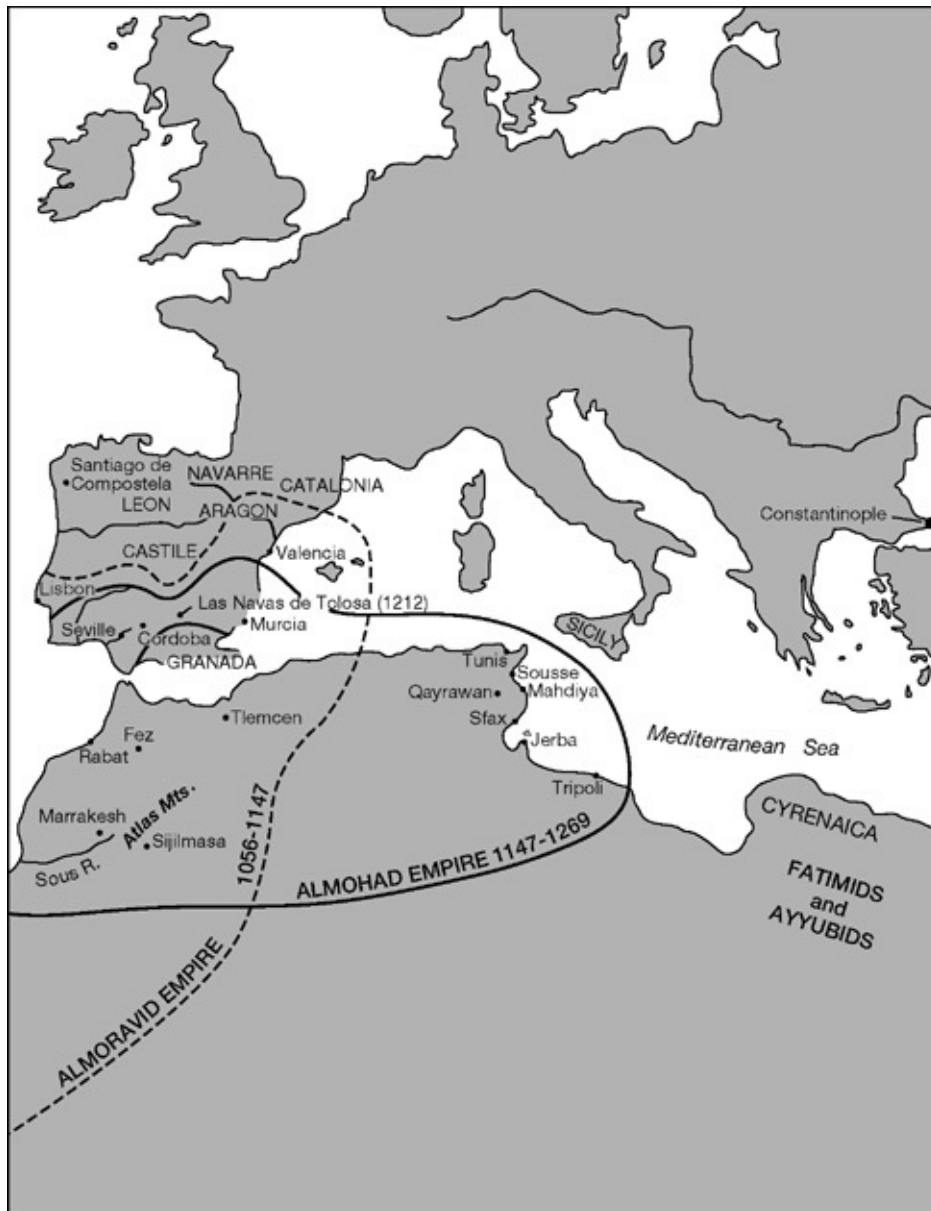 Santiago de
Compostela
NAVARRE
CATALONIA
LEON
ARAGON
Constantinople
CASTILE
Valencia
Lisbon
Las Navas de Tolosa (1212)
Murcia
Seville
Cordoba
GRANADA
SICILY
Tunis
Sousse
Qayrawan
Mahdiya
Sfax
Jerba
Tlemcen
Fez
Rabat
Mediterranean Sea
Tripoli
Marrakesh
Atlas Mts.
Sijilmasa
Sous R.
CYRENAICA
1056-1147
ALMOHAD EMPIRE 1147-1269
FATIMIDS
and
AYYUBIDS
ALMORAVID EMPIRE